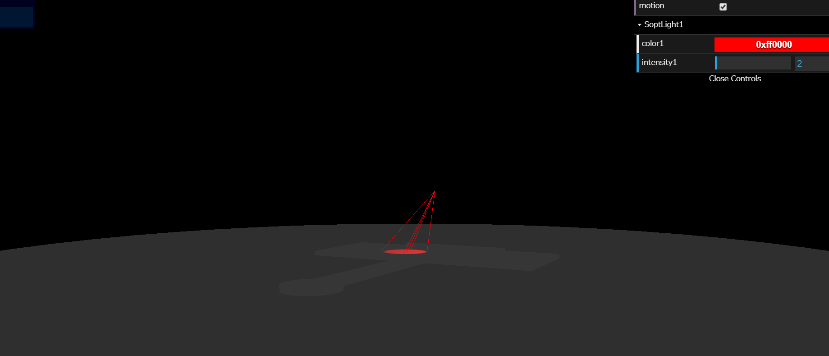 motion
SoptLight1
color1 0xff0000
intensity1 2
Close Controls